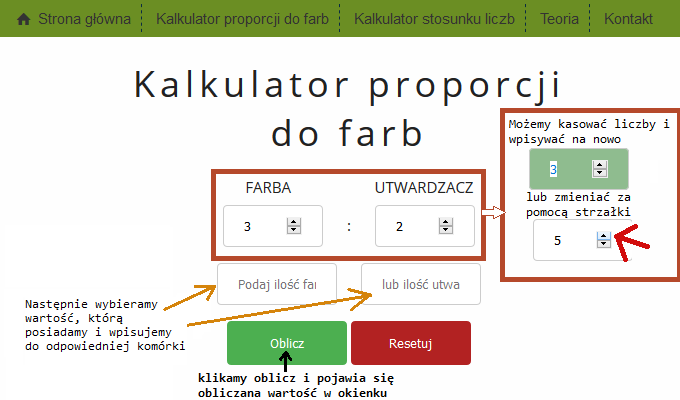 Strona główna Kalkulator proporcji do farb Kalkulator stosunku liczb Teoria Kontakt
Kalkulator proporcji
do farb
FARBA UTWARDZACZ
3 : 2
Możemy kasować liczby i
wpisywać na nowo
3
lub zmieniać za
pomocą strzałki
5
Podaj ilość far lub ilość utwa
Następnie wybieramy
wartość, którą
posiadamy i wpisujemy
do odpowiedniej komórki
Oblicz Resetuj
klikamy oblicz i pojawia się
obliczana wartość w okienku